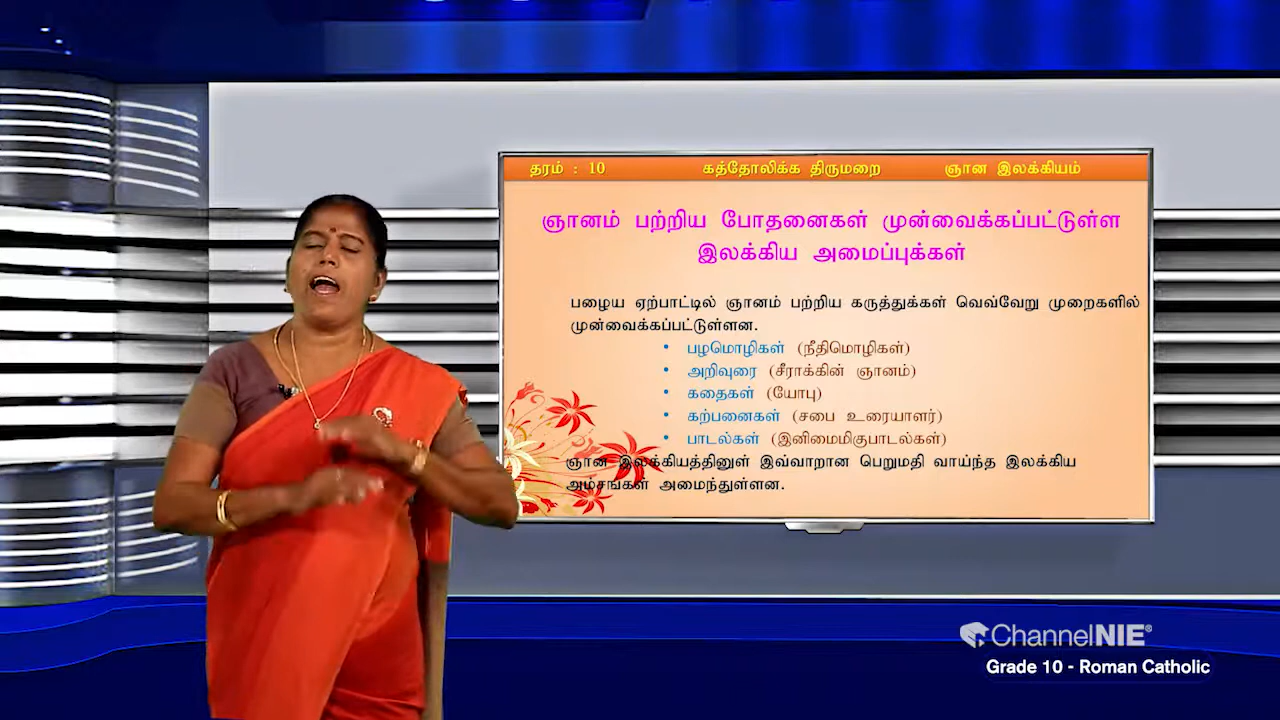 தரம் : 10 கத்தோலிக்க திருமறை ஞான இலக்கியம்
ஞானம் பற்றிய போதனைகள் முன்வைக்கப்பட்டுள்ள
இலக்கிய அமைப்புக்கள்
பழைய ஏற்பாட்டில் ஞானம் பற்றிய கருத்துக்கள் வெவ்வேறு முறைகளில்
முன்வைக்கப்பட்டுள்ளன.
• பழமொழிகள் (நீதிமொழிகள்)
• அறிவுரை (சீராக்கின் ஞானம்)
• கதைகள் (யோபு)
• கற்பனைகள் (சபை உரையாளர்)
• பாடல்கள் (இனிமைமிகுபாடல்கள்)
ஞான இலக்கியத்தினுள் இவ்வாறான பெறுமதி வாய்ந்த இலக்கிய
அம்சங்கள் அமைந்துள்ளன.
ChannelNIE®
Grade 10 - Roman Catholic